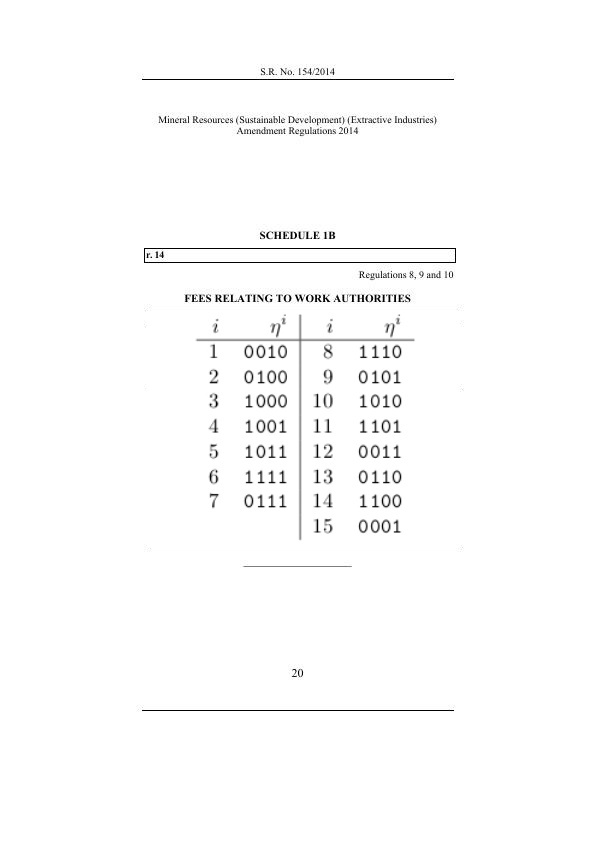 S.R. No. 154/2014
Mineral Resources (Sustainable Development) (Extractive Industries)
Amendment Regulations 2014
SCHEDULE 1B
r. 14
Regulations 8, 9 and 10
FEES RELATING TO WORK AUTHORITIES
i ηⁱ i ηⁱ
1 0010 8 1110
2 0100 9 0101
3 1000 10 1010
4 1001 11 1101
5 1011 12 0011
6 1111 13 0110
7 0111 14 1100
15 0001
20